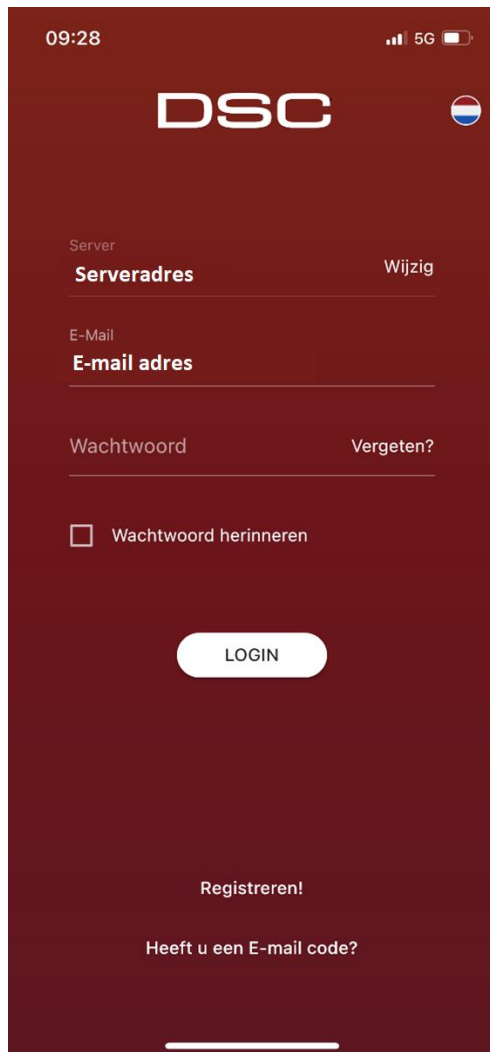 09:28 5G
DSC
Server
Serveradres Wijzig
E-Mail
E-mail adres
Wachtwoord Vergeten?
Wachtwoord herinneren
LOGIN
Registreren!
Heeft u een E-mail code?